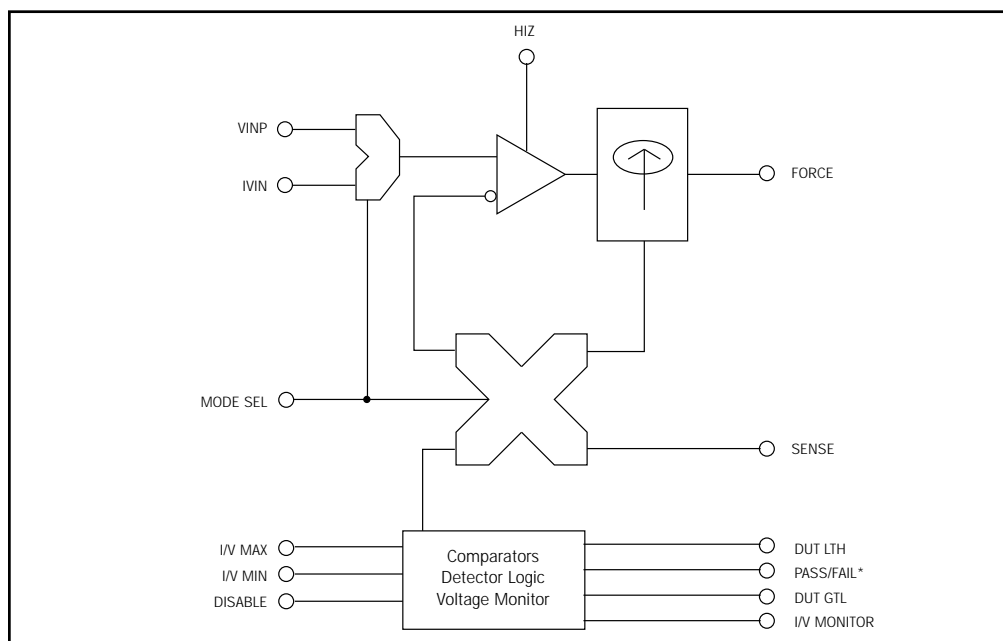 HIZ
VINP
IVIN
FORCE
MODE SEL
SENSE
I/V MAX
I/V MIN
DISABLE
Comparators
Detector Logic
Voltage Monitor
DUT LTH
PASS/FAIL*
DUT GTL
I/V MONITOR